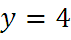 y = 4